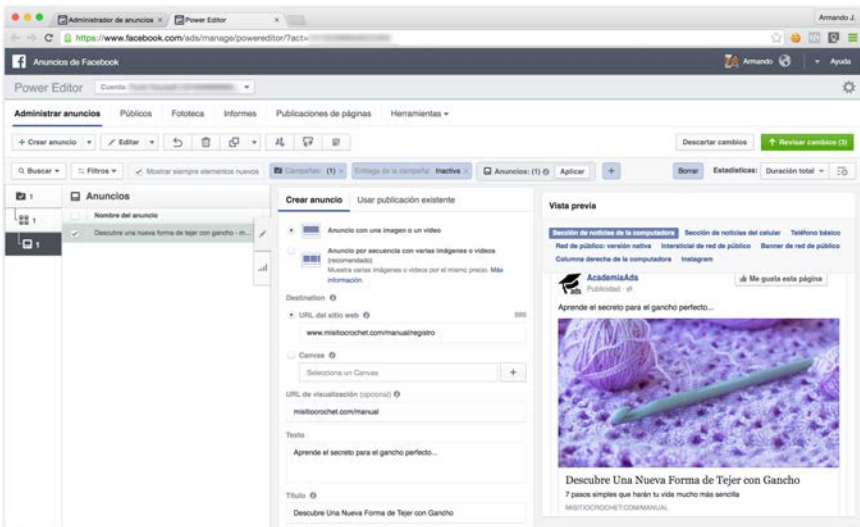 Administrador de anuncios
Power Editor
Armando J.
https://www.facebook.com/ads/manage/powereditor/?act=
Anuncios de Facebook
Armando
Ayuda
Power Editor
Cuenta:
Administrar anuncios
Públicos
Fototeca
Informes
Publicaciones de páginas
Herramientas
+ Crear anuncio
Editar
Descartar cambios
Revisar cambios (3)
Buscar
Filtros
Mostrar siempre elementos nuevos
Campañas: (1)
Entrega de la campaña: Inactiva
Anuncios: (1)
Aplicar
+
Borrar
Estadísticas: Duración total
1
Anuncios
1
Nombre del anuncio
1
Descubre una nueva forma de tejer con gancho - m...
Crear anuncio
Usar publicación existente
Anuncio con una imagen o un video
Anuncio por secuencia con varias imágenes o videos
(recomendado)
Muestra varias imágenes o videos por el mismo precio. Más
información.
Destination
URL del sitio web
www.misitiocrochet.com/manual/registro
Canvas
Selecciona un Canvas
+
URL de visualización (opcional)
misitiocrochet.com/manual
Texto
Aprende el secreto para el gancho perfecto...
Título
Descubre Una Nueva Forma de Tejer con Gancho
Vista previa
Sección de noticias de la computadora
Sección de noticias del celular
Teléfono básico
Red de público: versión nativa
Intersticial de red de público
Banner de red de público
Columna derecha de la computadora
Instagram
AcademiaAds
Publicidad
ads
Me gusta esta página
Aprende el secreto para el gancho perfecto...
Descubre Una Nueva Forma de Tejer con Gancho
7 pasos simples que harán tu vida mucho más sencilla
MISITIOCROCHET.COM/MANUAL